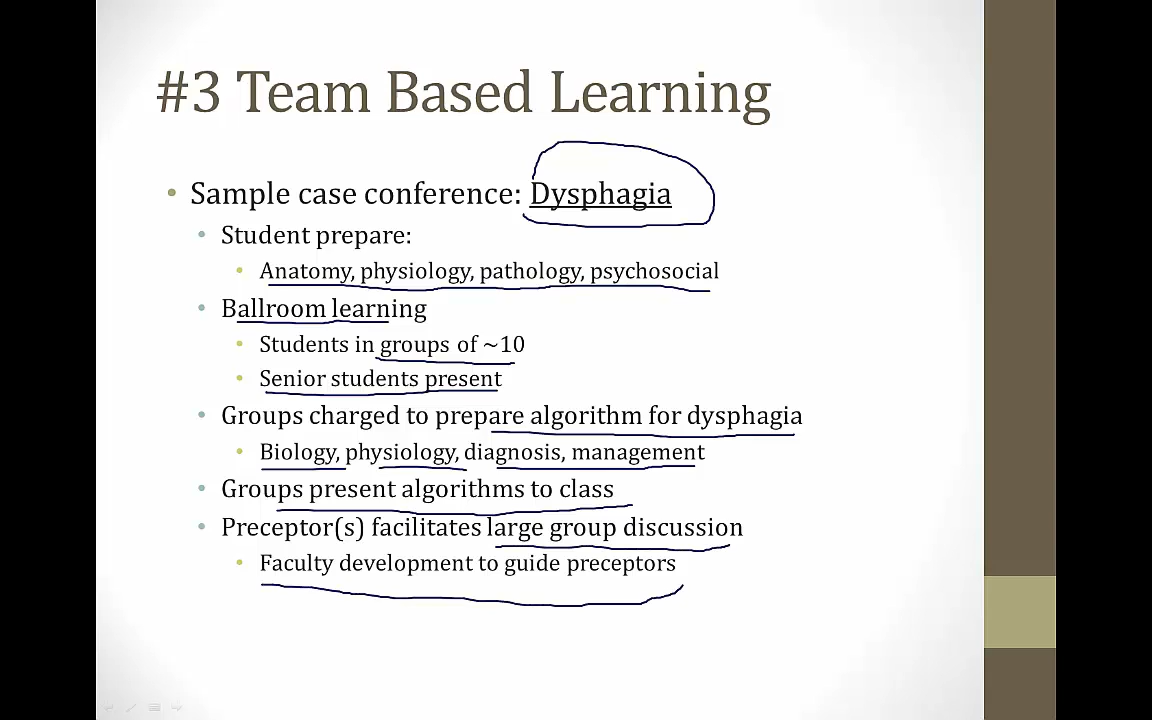 #3 Team Based Learning
• Sample case conference: Dysphagia
• Student prepare:
• Anatomy, physiology, pathology, psychosocial
• Ballroom learning
• Students in groups of ~10
• Senior students present
• Groups charged to prepare algorithm for dysphagia
• Biology, physiology, diagnosis, management
• Groups present algorithms to class
• Preceptor(s) facilitates large group discussion
• Faculty development to guide preceptors